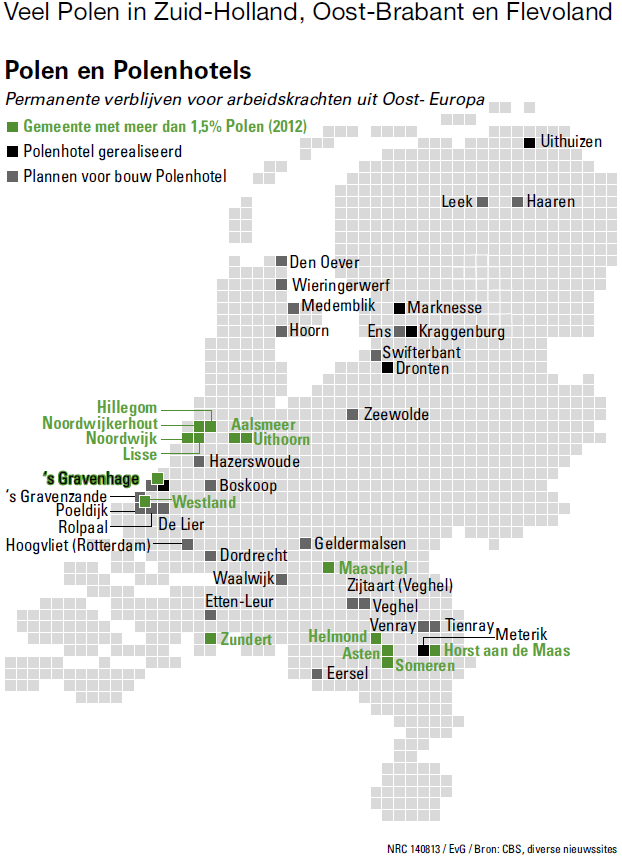 Veel Polen in Zuid-Holland, Oost-Brabant en Flevoland
Polen en Polenhotels
Permanente verblijven voor arbeidskrachten uit Oost- Europa
Gemeente met meer dan 1,5% Polen (2012)
Polenhotel gerealiseerd
Plannen voor bouw Polenhotel
Uithuizen
Leek
Haaren
Den Oever
Wieringerwerf
Medemblik
Marknesse
Hoorn
Ens
Kraggenburg
Swifterbant
Dronten
Hillegom
Zeewolde
Noordwijkerhout
Aalsmeer
Noordwijk
Uithoorn
Lisse
Hazerswoude
's Gravenhage
Boskoop
's Gravenzande
Westland
Poeldijk
Rolpaal
De Lier
Hoogvliet (Rotterdam)
Geldermalsen
Dordrecht
Maasdriel
Waalwijk
Zijtaart (Veghel)
Etten-Leur
Veghel
Venray
Tienray
Zundert
Helmond
Meterik
Asten
Horst aan de Maas
Someren
Eersel
NRC 140813 / EvG / Bron: CBS, diverse nieuwssites